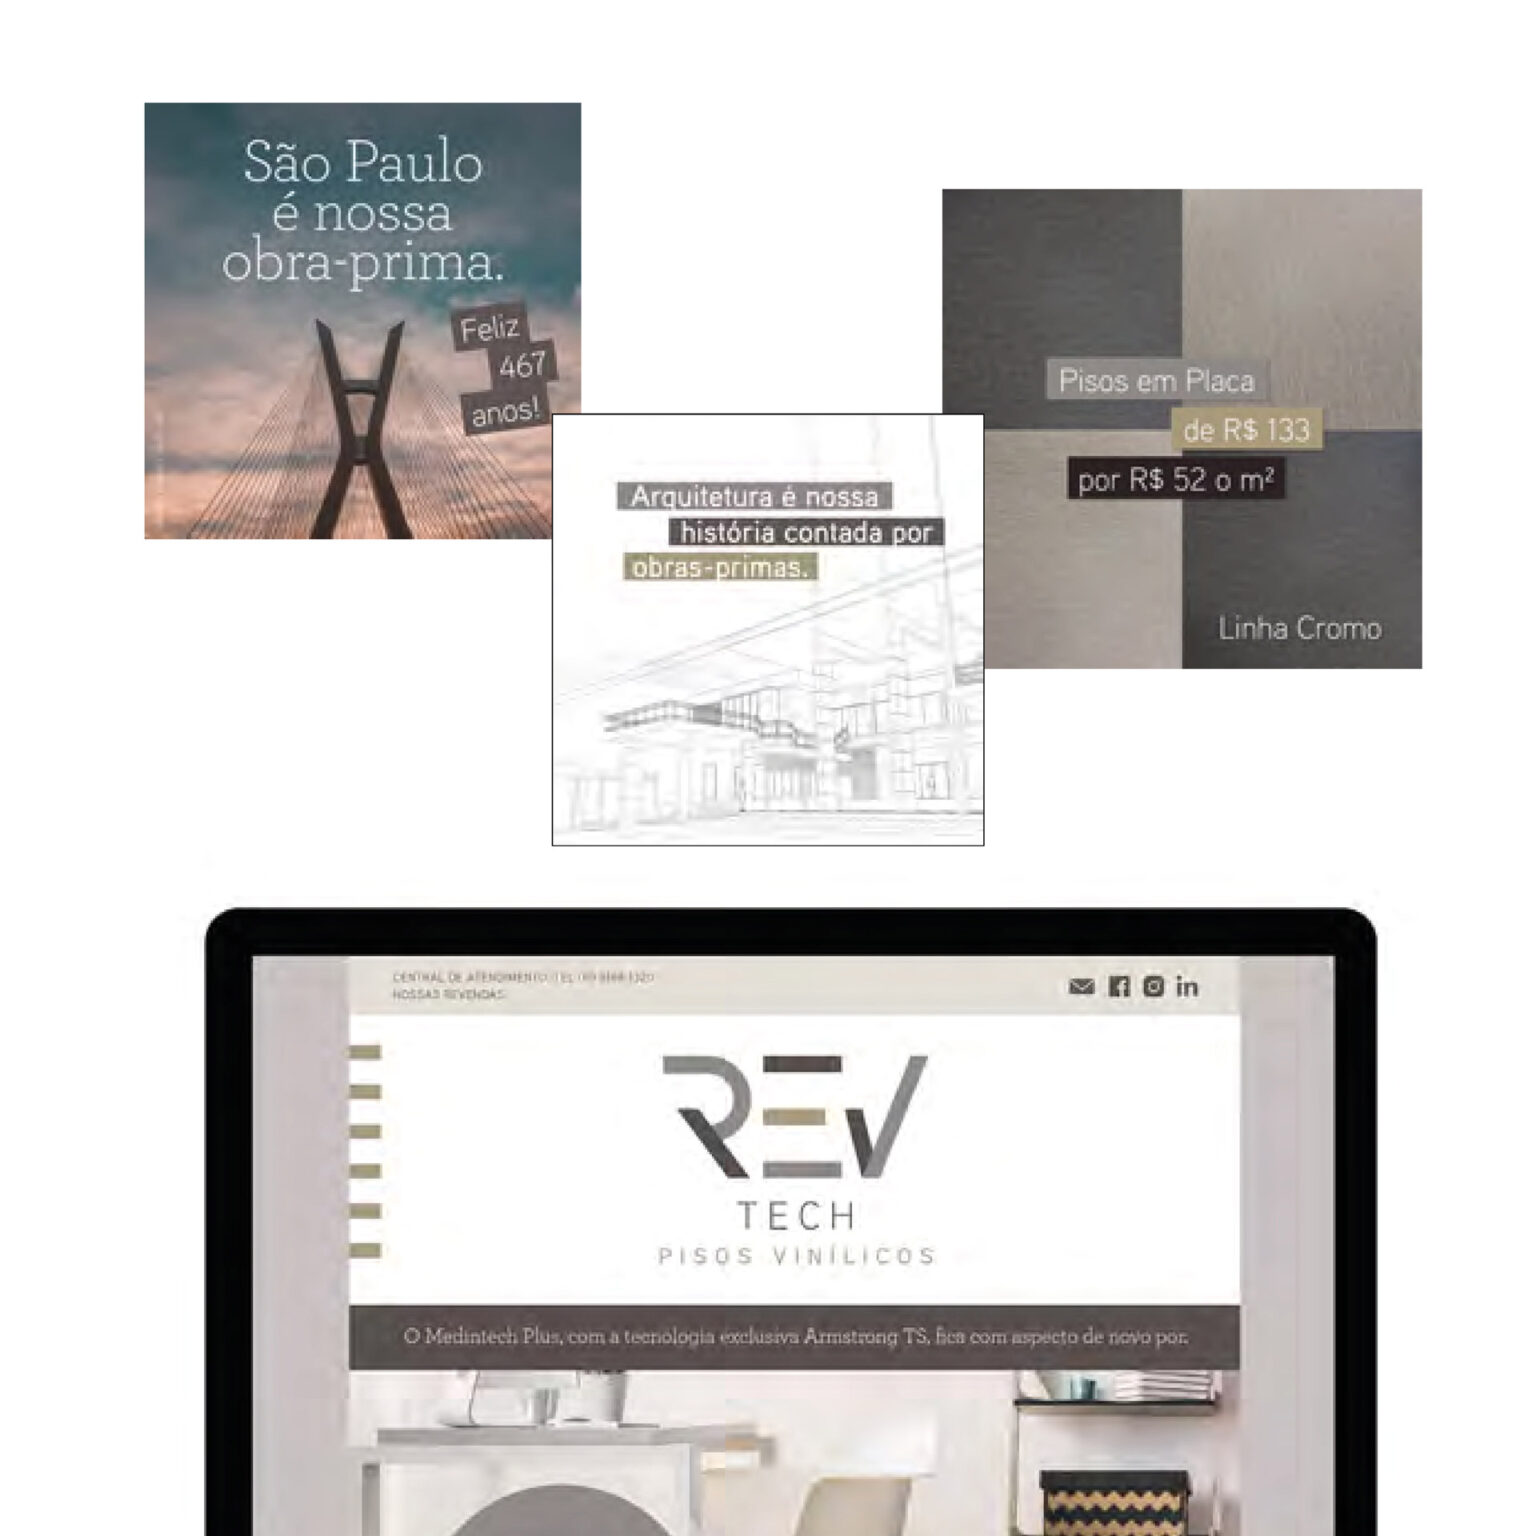 São Paulo
é nossa
obra-prima.
Feliz
467
anos!
Pisos em Placa
de R$ 133
por R$ 52 o m²
Linha Cromo
Arquitetura é nossa
história contada por
obras-primas.
CENTRAL DE ATENDIMENTO
NOSSAS REVENDAS
in
REV
TECH
PISOS VINÍLICOS
O Medintech Plus, com a tecnologia exclusiva Armstrong TS, fica com aspecto de novo por.